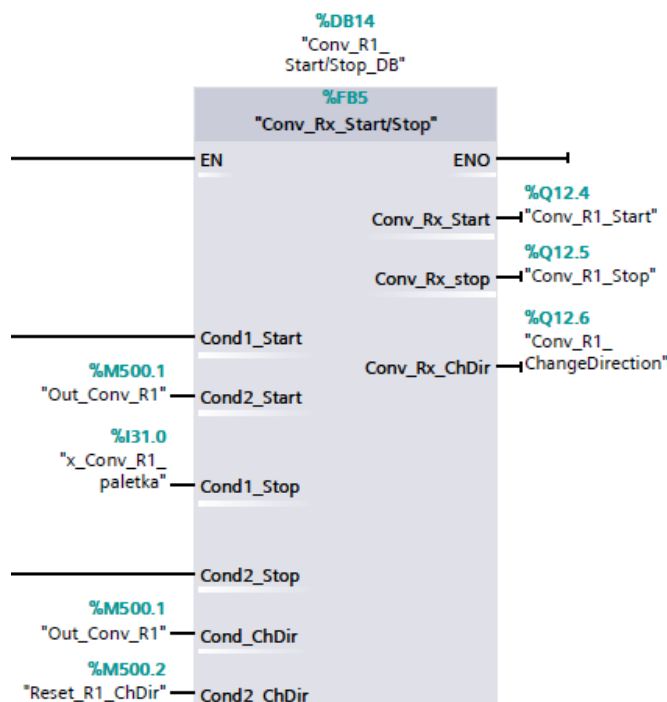 %DB14
"Conv_R1_
Start/Stop_DB"
%FB5
"Conv_Rx_Start/Stop"
EN
ENO
%Q12.4
Conv_Rx_Start
"Conv_R1_Start"
%Q12.5
Conv_Rx_stop
"Conv_R1_Stop"
%Q12.6
"Conv_R1_
ChangeDirection"
Conv_Rx_ChDir
Cond1_Start
%M500.1
"Out_Conv_R1"
Cond2_Start
%I31.0
"x_Conv_R1_
paletka"
Cond1_Stop
Cond2_Stop
%M500.1
"Out_Conv_R1"
Cond_ChDir
%M500.2
"Reset_R1_ChDir"
Cond2_ChDir